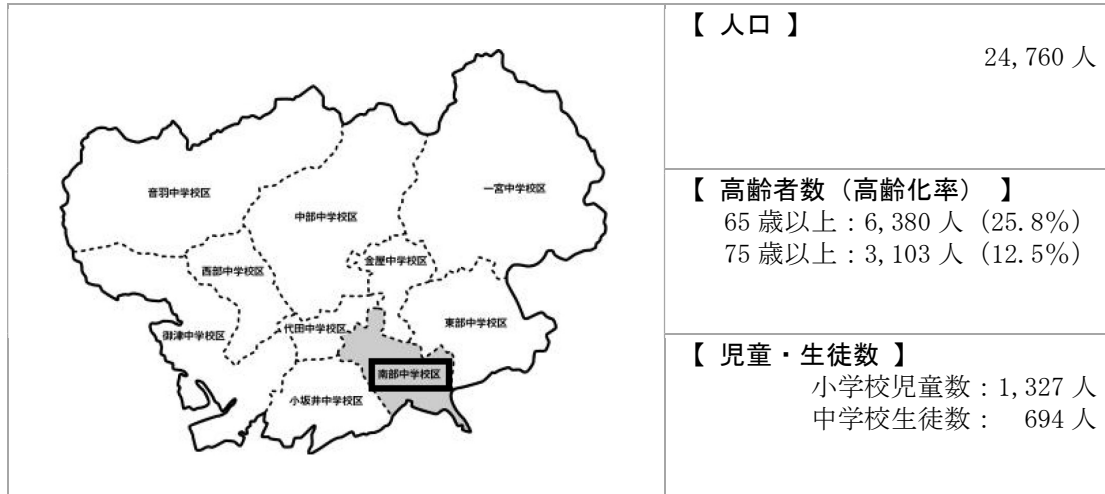 音羽中学校区
一宮中学校区
中部中学校区
西部中学校区
金屋中学校区
御津中学校区
代田中学校区
東部中学校区
南部中学校区
小坂井中学校区
【 人口 】
24,760 人
【 高齢者数（高齢化率） 】
65 歳以上：6,380 人（25.8％）
75 歳以上：3,103 人（12.5％）
【 児童・生徒数 】
小学校児童数：1,327 人
中学校生徒数： 694 人